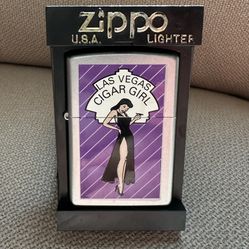 zippo
U.S.A. LIGHTER
LAS VEGAS
CIGAR GIRL